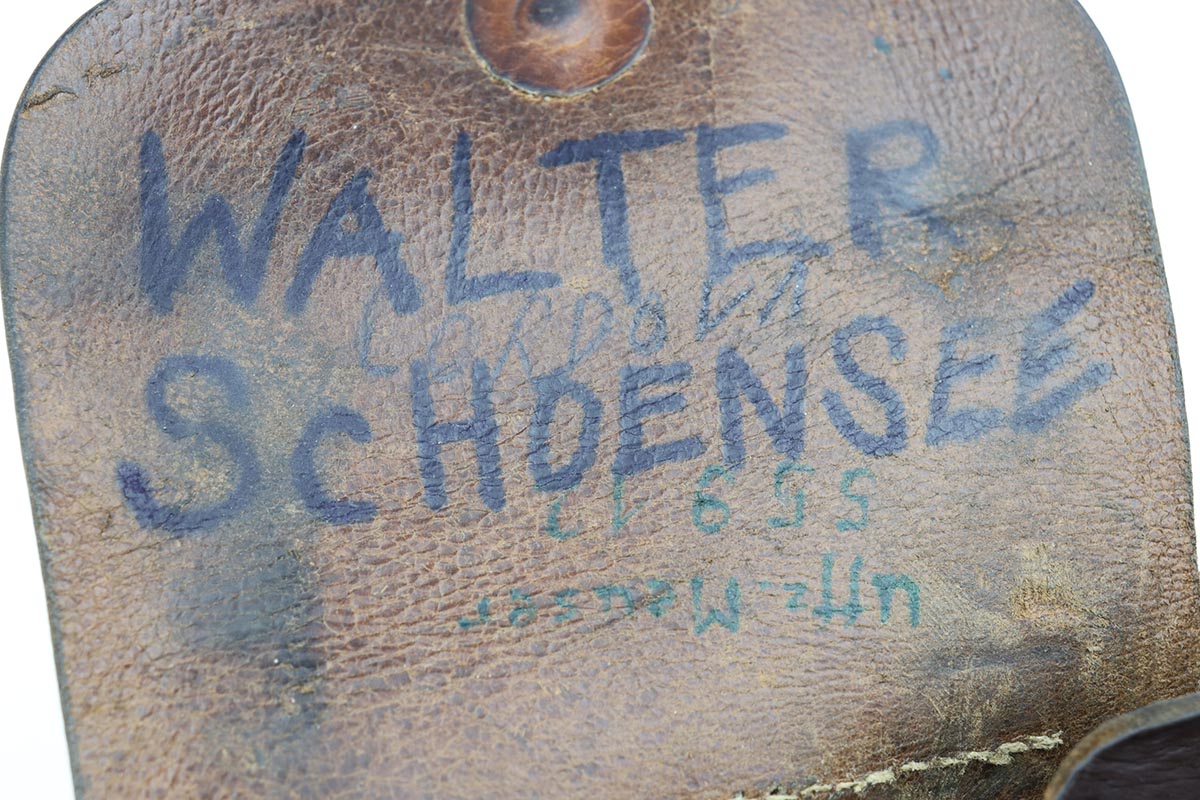 WALTER
SCHOENSEE
Uffz. Meuser